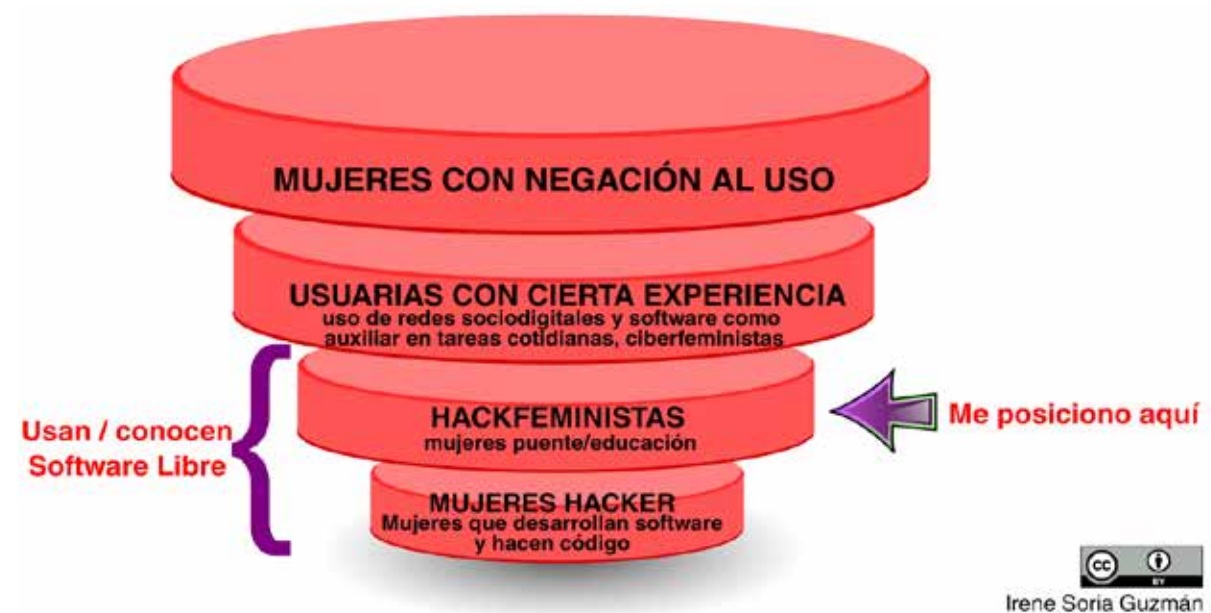 MUJERES CON NEGACIÓN AL USO
USUARIAS CON CIERTA EXPERIENCIA
uso de redes sociodigitales y software como
auxiliar en tareas cotidianas, ciberfeministas
HACKFEMINISTAS
mujeres puente/educación
Me posiciono aquí
Usan / conocen
Software Libre
MUJERES HACKER
Mujeres que desarrollan software
y hacen código
cc
BY
Irene Soria Guzmán